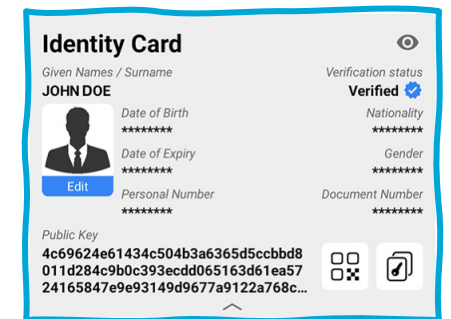 Identity Card
Given Names / Surname
Verification status
JOHN DOE
Verified
Date of Birth
Nationality
********
********
Date of Expiry
Gender
********
********
Edit
Personal Number
Document Number
********
********
Public Key
4c69624e61434c504b3a6365d5ccbbd8
011d284c9b0c393ecdd065163d61ea57
24165847e9e93149d9677a9122a768c...